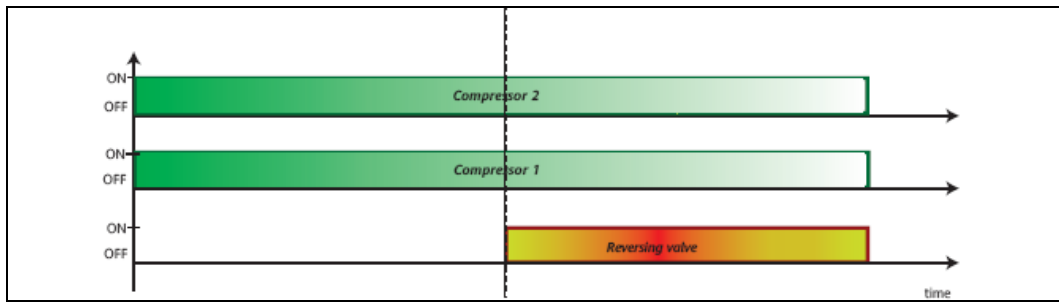 ON
OFF
Compressor 2
ON
OFF
Compressor 1
ON
OFF
Reversing valve
time